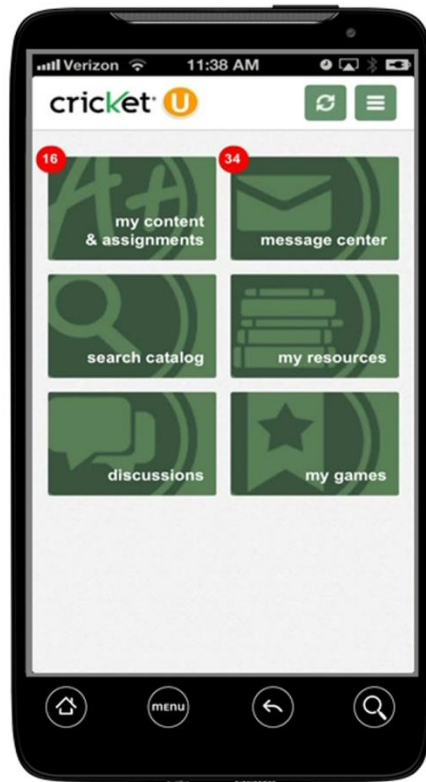 Verizon 11:38 AM
cricket U
16
34
my content
& assignments
message center
search catalog
my resources
discussions
my games
A+
MENU